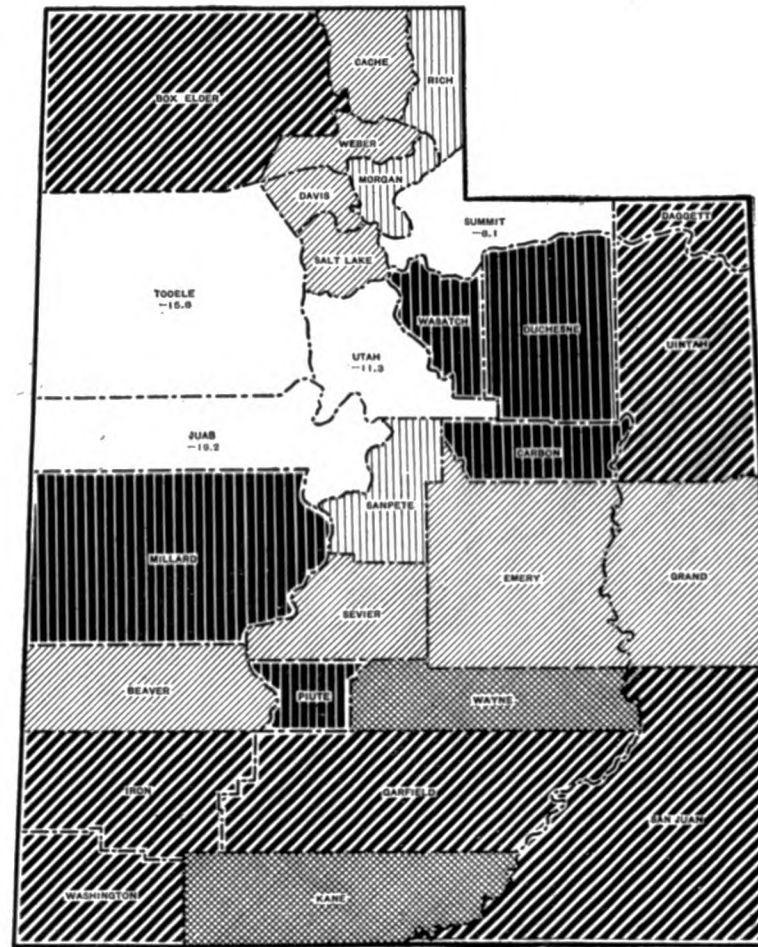 CACHE
RICH
BOX ELDER
WEBER
MORGAN
DAVIS
SUMMIT
-8.1
DAGGETT
SALT LAKE
TOOELE
-15.8
WASATCH
DUCHESNE
UINTAH
UTAH
-11.3
JUAB
-19.2
CARBON
SANPETE
MILLARD
EMERY
GRAND
SEVIER
BEAVER
PIUTE
WAYNE
IRON
GARFIELD
SAN JUAN
WASHINGTON
KANE